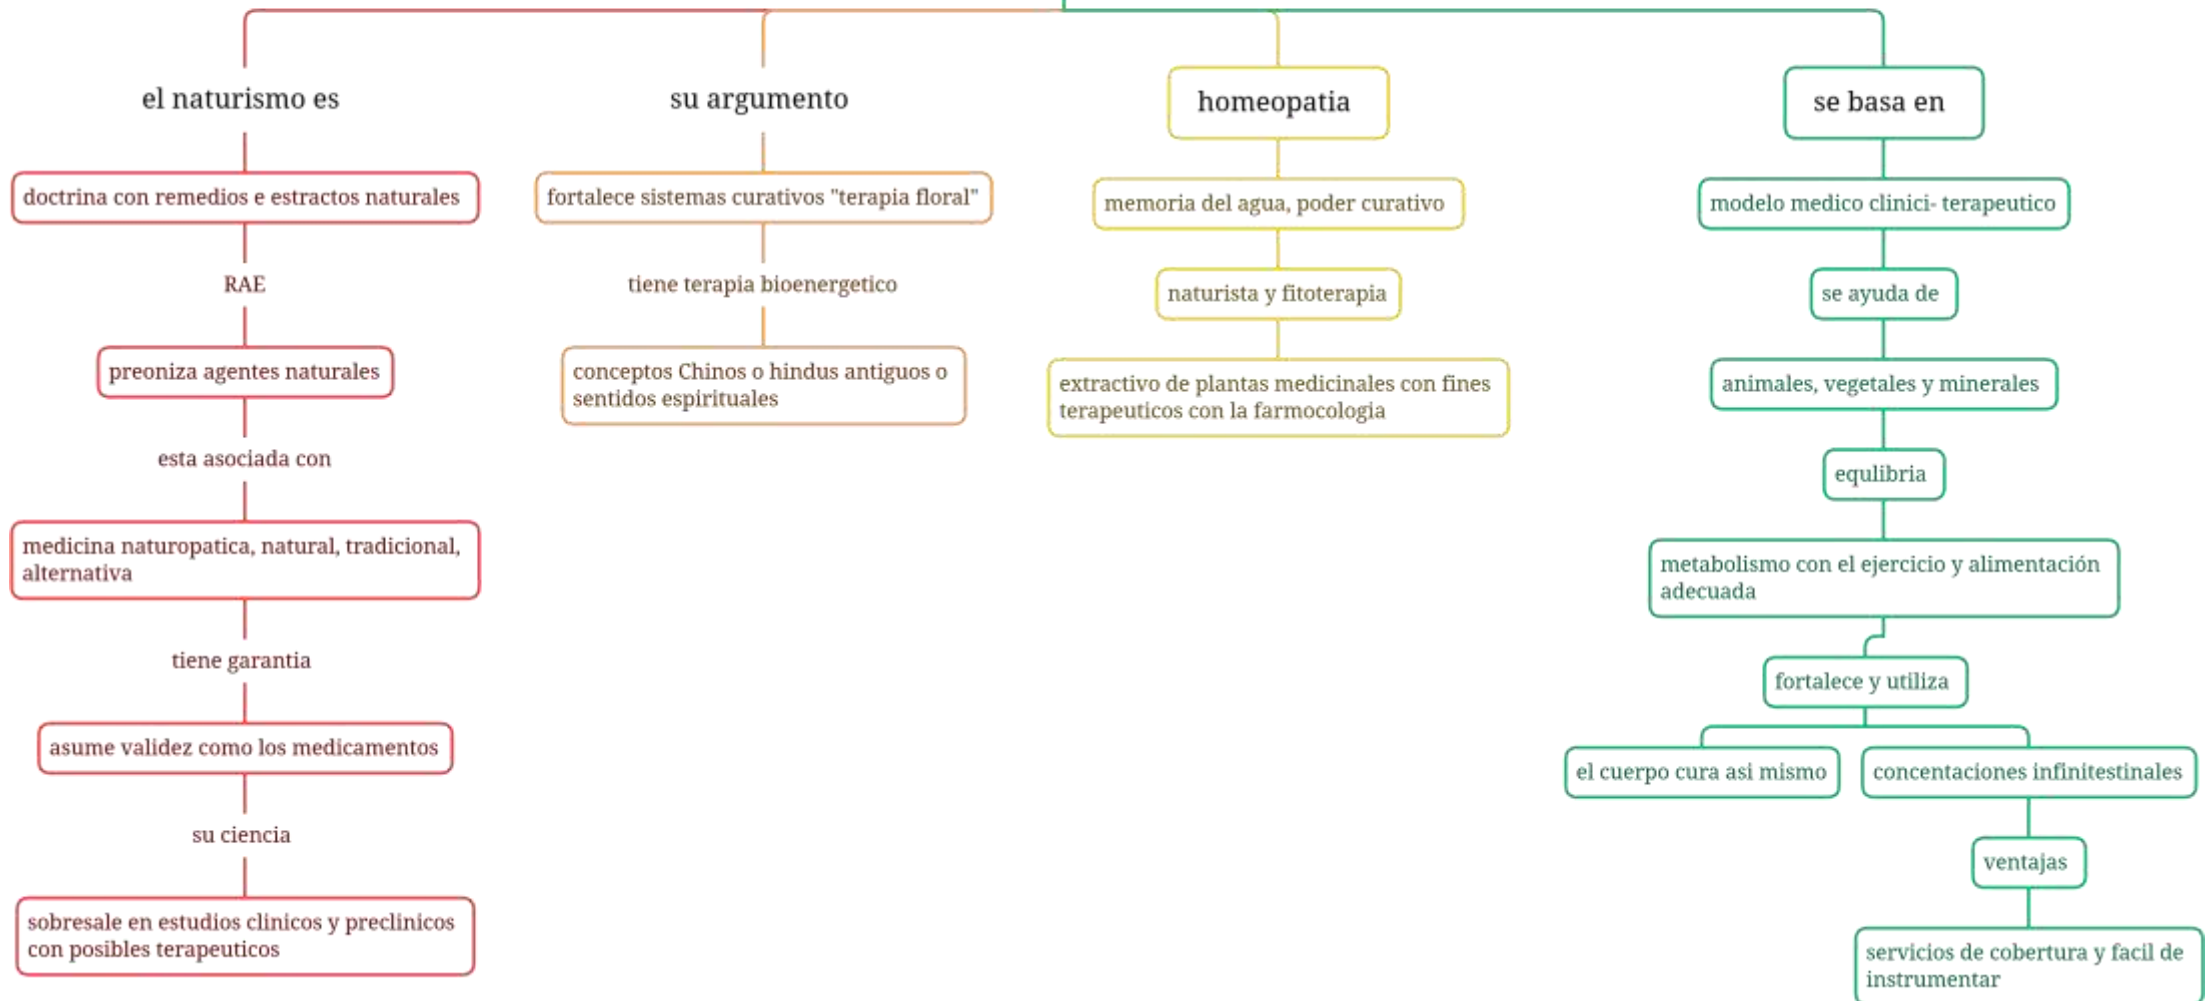 el naturismo es
doctrina con remedios e estractos naturales
RAE
preoniza agentes naturales
esta asociada con
medicina naturopatica, natural, tradicional,
alternativa
tiene garantia
asume validez como los medicamentos
su ciencia
sobresale en estudios clinicos y preclinicos
con posibles terapeuticos
su argumento
fortalece sistemas curativos "terapia floral"
tiene terapia bioenergetico
conceptos Chinos o hindus antiguos o
sentidos espirituales
homeopatia
memoria del agua, poder curativo
naturista y fitoterapia
extractivo de plantas medicinales con fines
terapeuticos con la farmocologia
se basa en
modelo medico clinici- terapeutico
se ayuda de
animales, vegetales y minerales
equlibria
metabolismo con el ejercicio y alimentación
adecuada
fortalece y utiliza
el cuerpo cura asi mismo
concentaciones infinitestinales
ventajas
servicios de cobertura y facil de
instrumentar